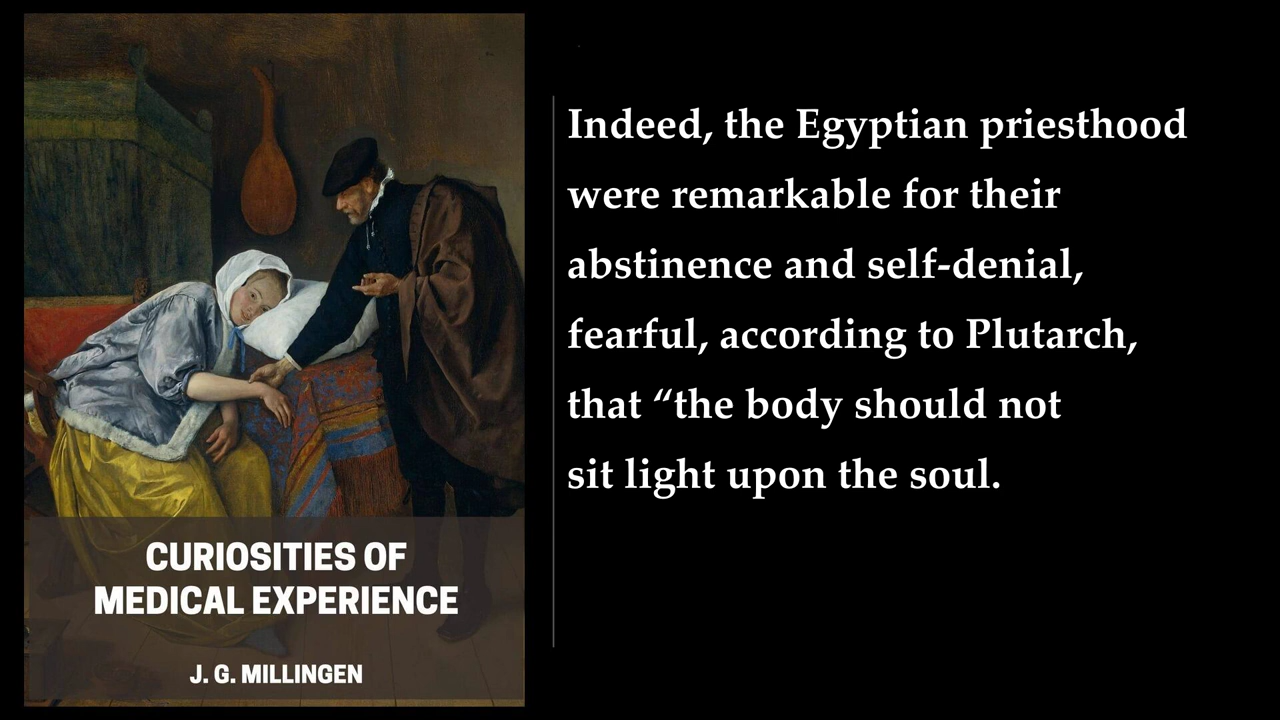 Indeed, the Egyptian priesthood
were remarkable for their
abstinence and self-denial,
fearful, according to Plutarch,
that “the body should not
sit light upon the soul.
CURIOSITIES OF
MEDICAL EXPERIENCE
J. G. MILLINGEN